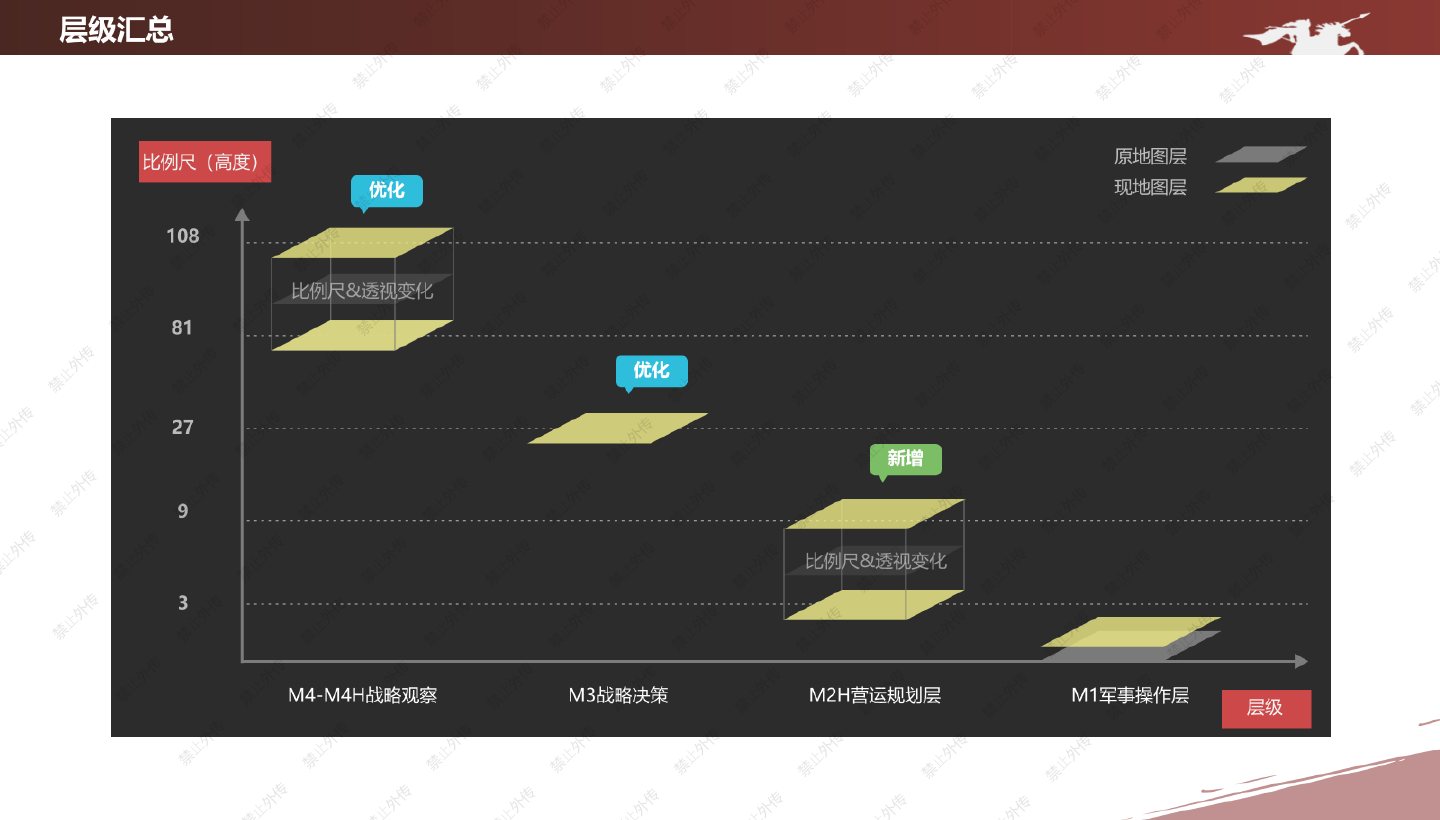 层级汇总
比例尺（高度）
原地图层
现地图层
优化
108
比例尺&透视变化
81
优化
27
新增
9
比例尺&透视变化
3
M4-M4H战略观察
M3战略决策
M2H营运规划层
M1军事操作层
层级
禁止外传